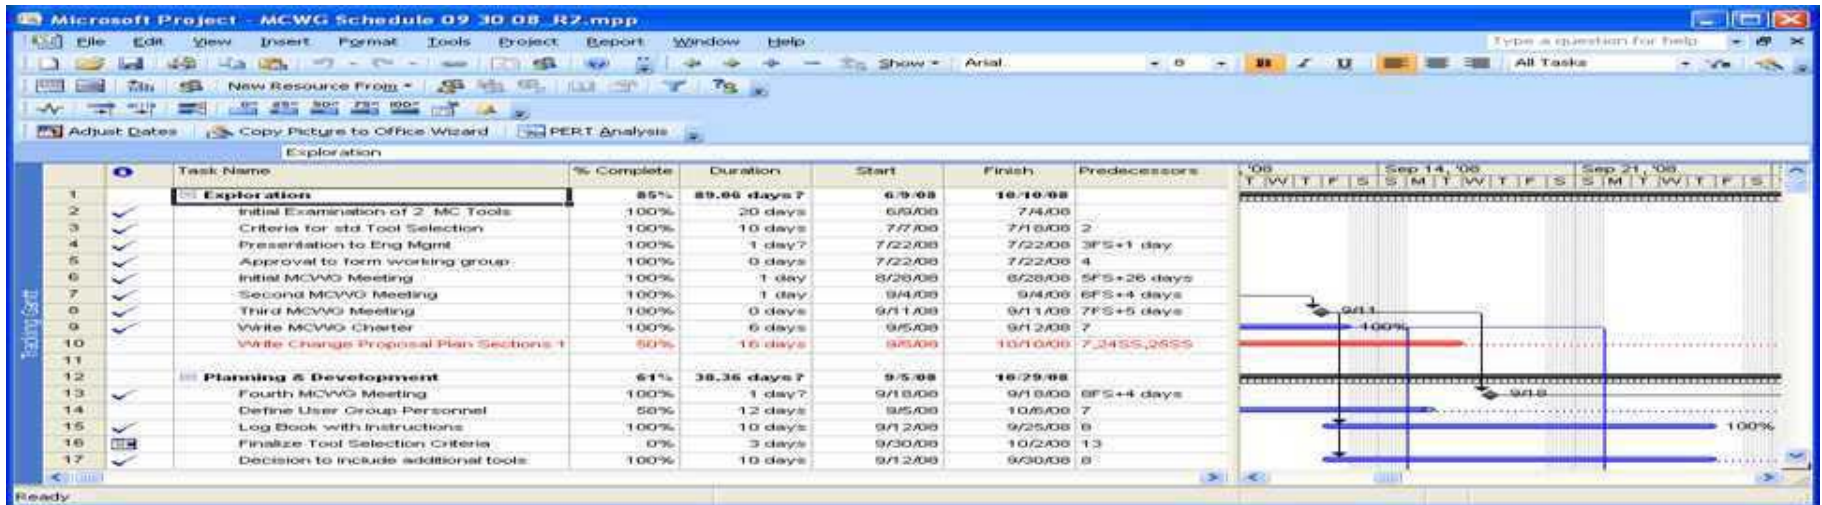 Microsoft Project - MCWG Schedule 09 30 08_R2.mpp
File Edit View Insert Format Tools Project Report Window Help Type a question for help
Show Arial 8 B I U All Tasks
New Resource From
0% 25% 50% 75% 100%
Adjust Dates Copy Picture to Office Wizard PERT Analysis
Exploration
Task Name % Complete Duration Start Finish Predecessors '08 Sep 14, '08 Sep 21, '08
T W T F S S M T W T F S S M T W T F S
1 Exploration 85% 89.06 days? 6/9/08 10/10/08
2 Initial Examination of 2 MC Tools 100% 20 days 6/9/08 7/4/08
3 Criteria for std Tool Selection 100% 10 days 7/7/08 7/18/08 2
4 Presentation to Eng Mgmt 100% 1 day? 7/22/08 7/22/08 3FS+1 day
5 Approval to form working group 100% 0 days 7/22/08 7/22/08 4
6 Initial MCWG Meeting 100% 1 day 8/28/08 8/28/08 5FS+26 days
7 Second MCWG Meeting 100% 1 day 9/4/08 9/4/08 6FS+4 days
8 Third MCWG Meeting 100% 0 days 9/11/08 9/11/08 7FS+5 days 9/11
9 Write MCWG Charter 100% 6 days 9/5/08 9/12/08 7 100%
10 Write Change Proposal Plan Sections 1 50% 16 days 9/5/08 10/10/08 7,24SS,26SS
11
12 Planning & Development 61% 38.36 days? 9/5/08 10/29/08
13 Fourth MCWG Meeting 100% 1 day? 9/18/08 9/18/08 8FS+4 days 9/18
14 Define User Group Personnel 58% 12 days 9/5/08 10/6/08 7
15 Log Book with Instructions 100% 10 days 9/12/08 9/25/08 8 100%
16 Finalize Tool Selection Criteria 0% 3 days 9/30/08 10/2/08 13
17 Decision to include additional tools 100% 10 days 9/12/08 9/30/08 8
Tracking Gantt
Ready